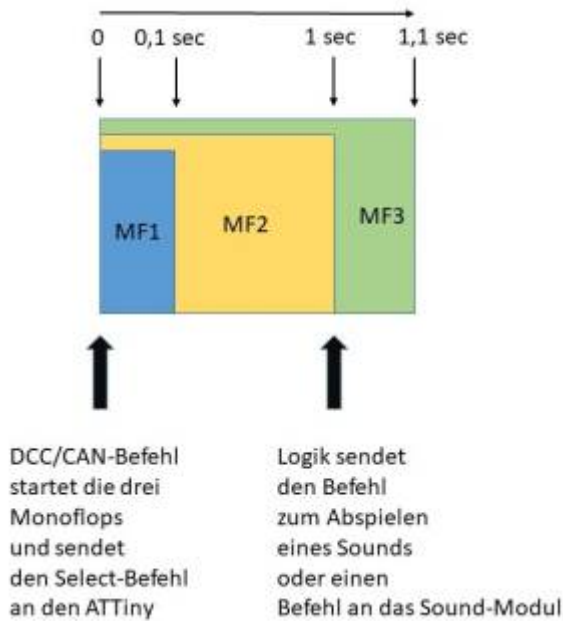 0 0,1 sec 1 sec 1,1 sec
MF1 MF2 MF3
DCC/CAN-Befehl
startet die drei
Monoflops
und sendet
den Select-Befehl
an den ATTiny
Logik sendet
den Befehl
zum Abspielen
eines Sounds
oder einen
Befehl an das Sound-Modul